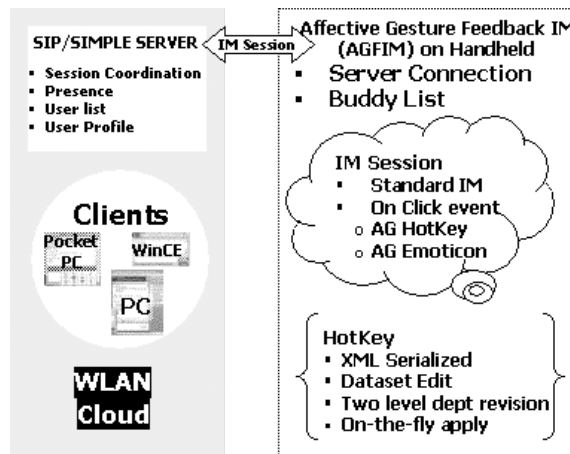 SIP/SIMPLE SERVER
▪ Session Coordination
▪ Presence
▪ User list
▪ User Profile
IM Session
Affective Gesture Feedback IM
(AGFIM) on Handheld
▪ Server Connection
▪ Buddy List
IM Session
▪ Standard IM
▪ On Click event
o AG HotKey
o AG Emoticon
Clients
Pocket
PC
WinCE
PC
WLAN
Cloud
HotKey
▪ XML Serialized
▪ Dataset Edit
▪ Two level dept revision
▪ On-the-fly apply